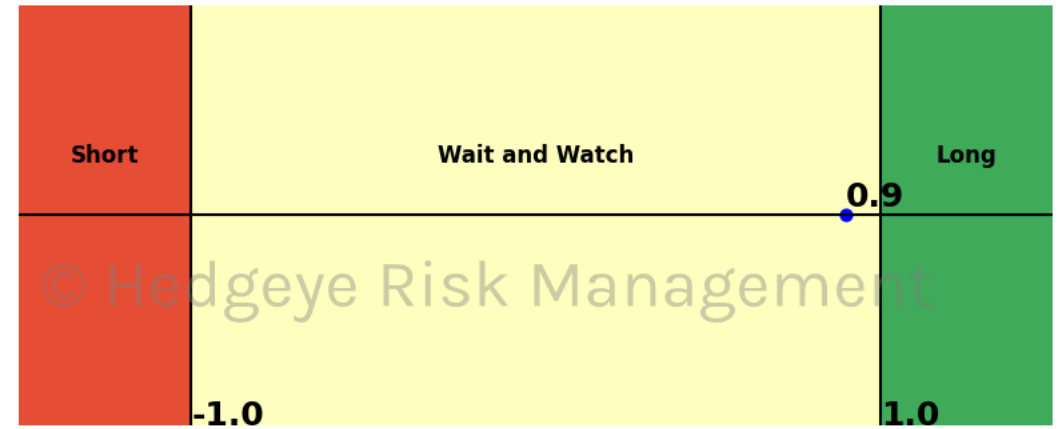 Short
Wait and Watch
Long
0.9
© Hedgeye Risk Management
-1.0
1.0